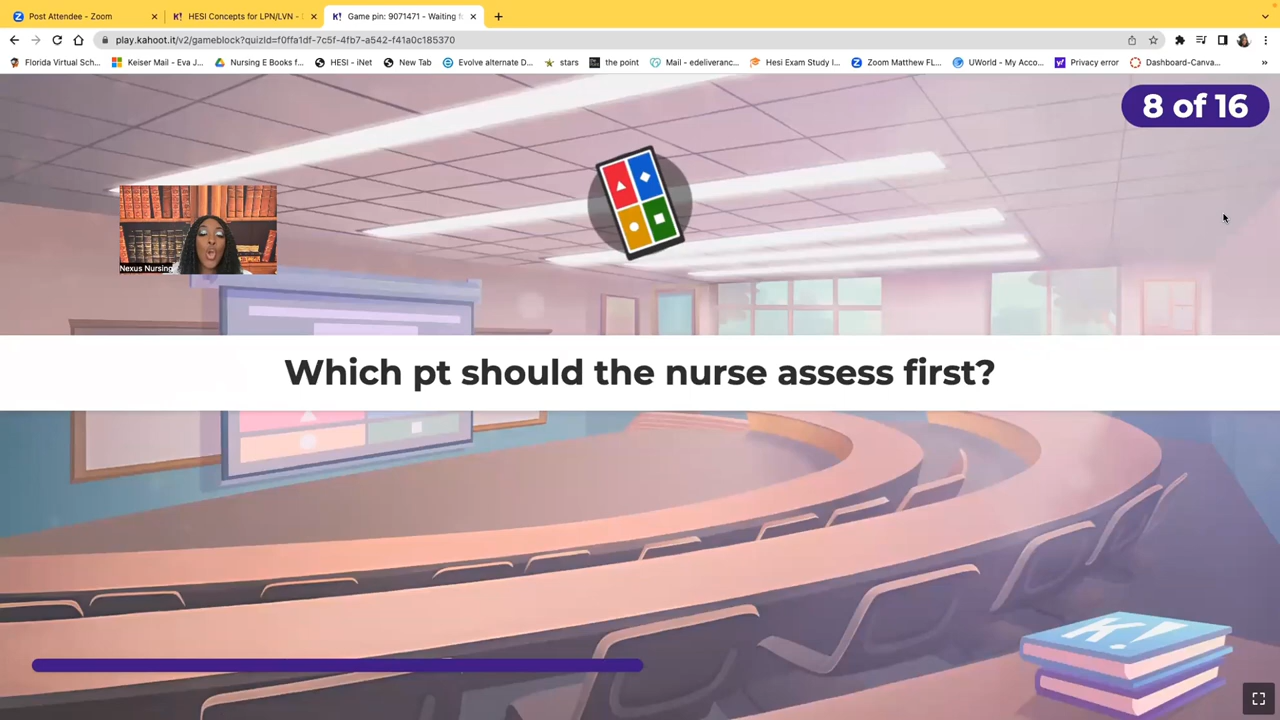 Post Attendee - Zoom
HESI Concepts for LPN/LVN -
Game pin: 9071471 - Waiting
play.kahoot.it/v2/gameblock?quizId=f0ffa1df-7c5f-4fb7-a542-f41a0c185370
Florida Virtual Sch...
Keiser Mail - Eva J...
Nursing E Books f...
HESI - iNet
New Tab
Evolve alternate D...
stars
the point
Mail - edeliveranc...
Hesi Exam Study I...
Zoom Matthew FL...
UWorld - My Acco...
Privacy error
Dashboard-Canva...
8 of 16
Nexus Nursing
Which pt should the nurse assess first?
K!